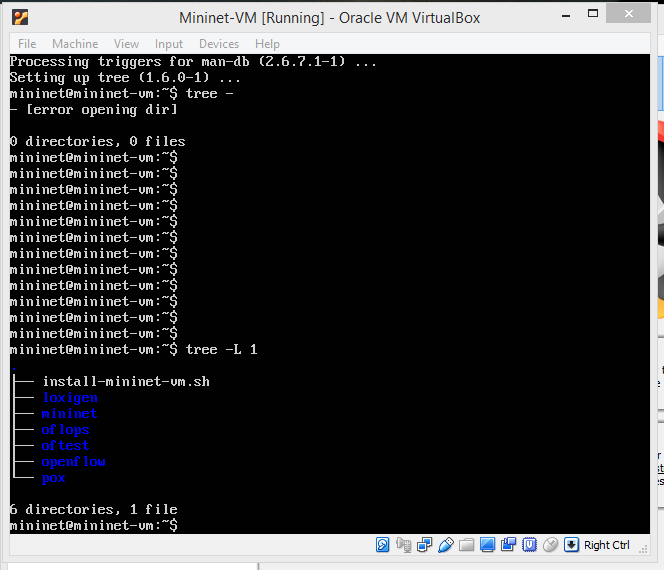 Mininet-VM [Running] - Oracle VM VirtualBox
File Machine View Input Devices Help
Processing triggers for man-db (2.6.7.1-1) ...
Setting up tree (1.6.0-1) ...
mininet@mininet-vm:~$ tree -
- [error opening dir]
0 directories, 0 files
mininet@mininet-vm:~$
mininet@mininet-vm:~$
mininet@mininet-vm:~$
mininet@mininet-vm:~$
mininet@mininet-vm:~$
mininet@mininet-vm:~$
mininet@mininet-vm:~$
mininet@mininet-vm:~$
mininet@mininet-vm:~$
mininet@mininet-vm:~$
mininet@mininet-vm:~$
mininet@mininet-vm:~$
mininet@mininet-vm:~$ tree -L 1
.
├── install-mininet-vm.sh
├── loxigen
├── mininet
├── oflops
├── oftest
├── openflow
└── pox
6 directories, 1 file
mininet@mininet-vm:~$
Right Ctrl